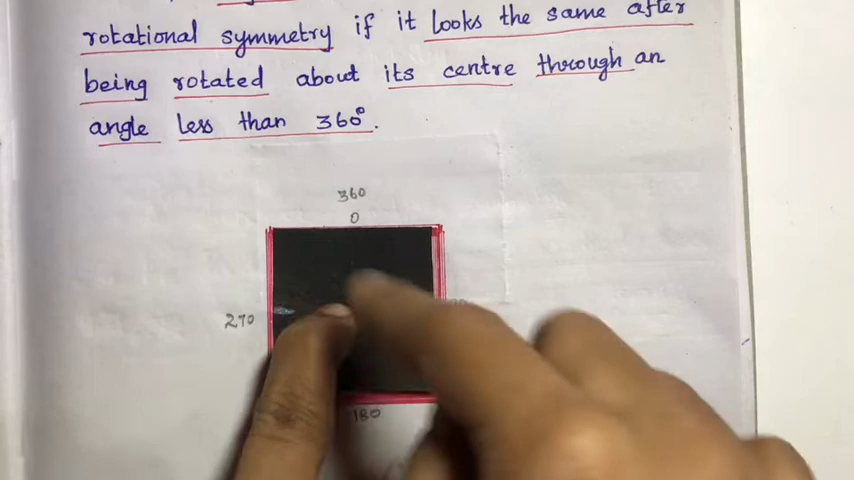 rotational symmetry if it looks the same after
being rotated about its centre through an
angle less than 360°.
360
0
270
180